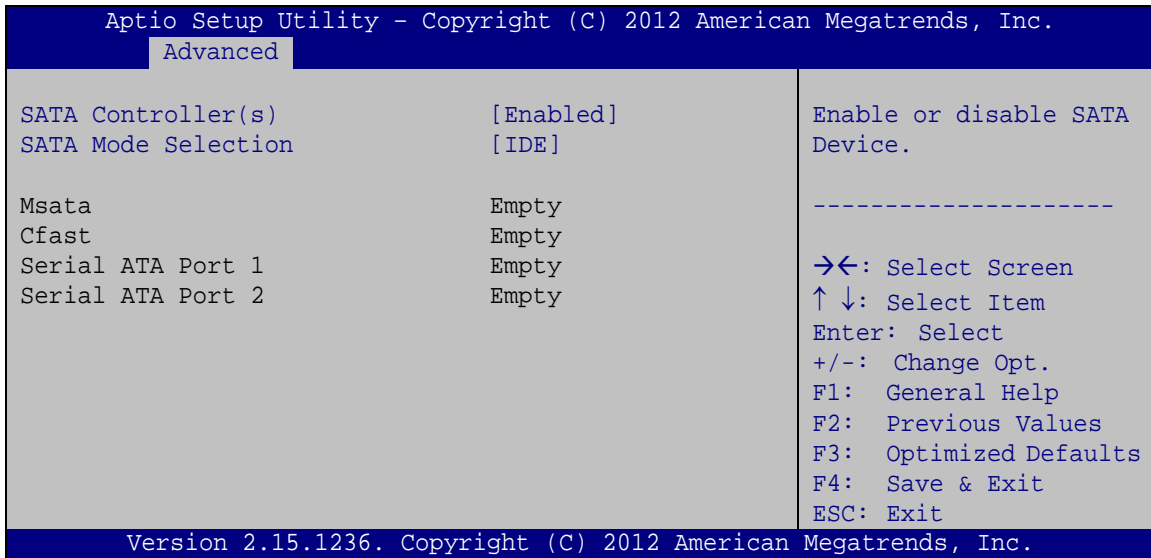 Aptio Setup Utility – Copyright (C) 2012 American Megatrends, Inc.
Advanced
SATA Controller(s) [Enabled]
SATA Mode Selection [IDE]
Msata Empty
Cfast Empty
Serial ATA Port 1 Empty
Serial ATA Port 2 Empty
Enable or disable SATA
Device.
---------------------
→←: Select Screen
↑ ↓: Select Item
Enter: Select
+/-: Change Opt.
F1: General Help
F2: Previous Values
F3: Optimized Defaults
F4: Save & Exit
ESC: Exit
Version 2.15.1236. Copyright (C) 2012 American Megatrends, Inc.